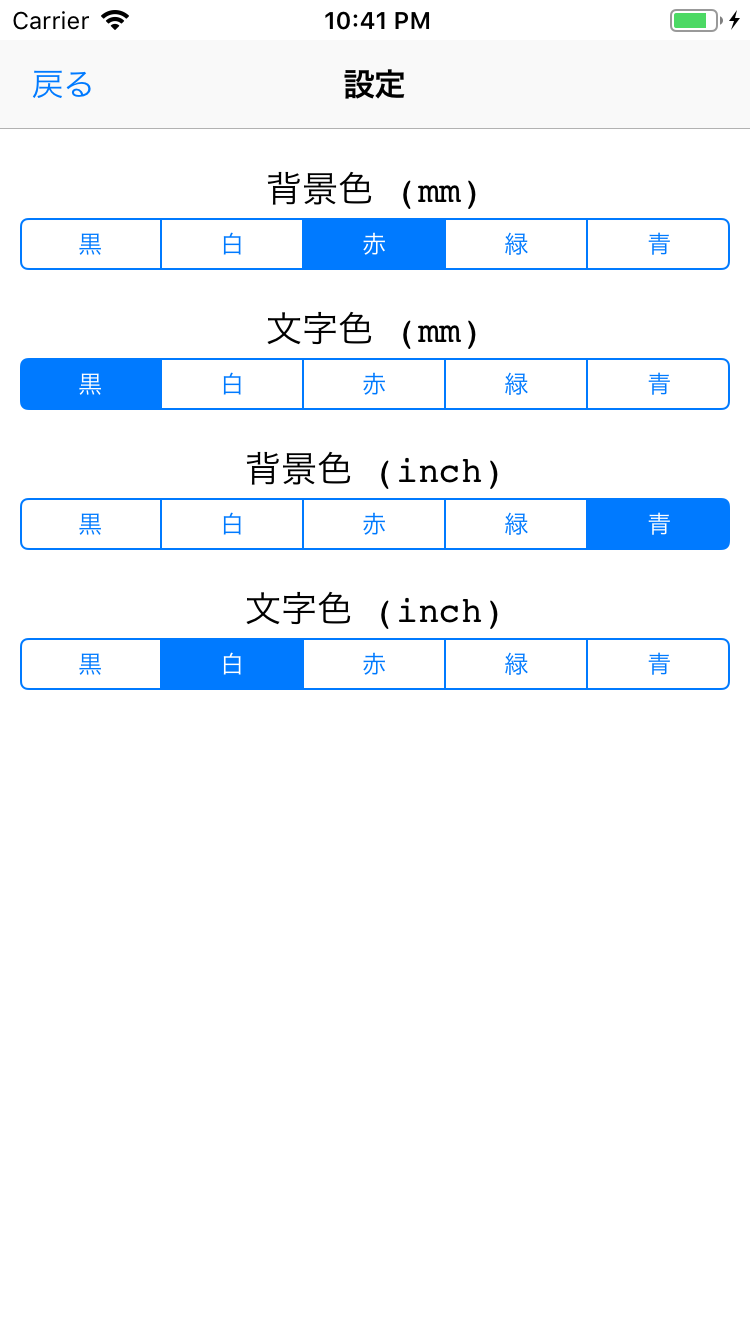 Carrier 10:41 PM
戻る 設定
背景色 (mm)
黒 白 赤 緑 青
文字色 (mm)
黒 白 赤 緑 青
背景色 (inch)
黒 白 赤 緑 青
文字色 (inch)
黒 白 赤 緑 青